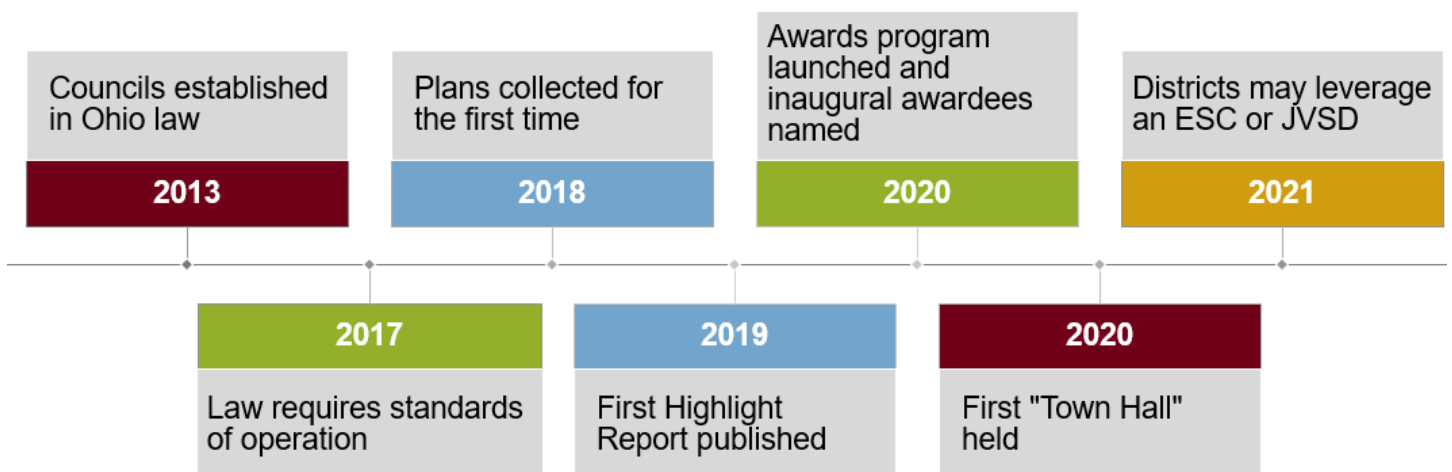 Councils established
in Ohio law
2013
2017
Law requires standards
of operation
Plans collected for
the first time
2018
2019
First Highlight
Report published
Awards program
launched and
inaugural awardees
named
2020
2020
First "Town Hall"
held
Districts may leverage
an ESC or JVSD
2021